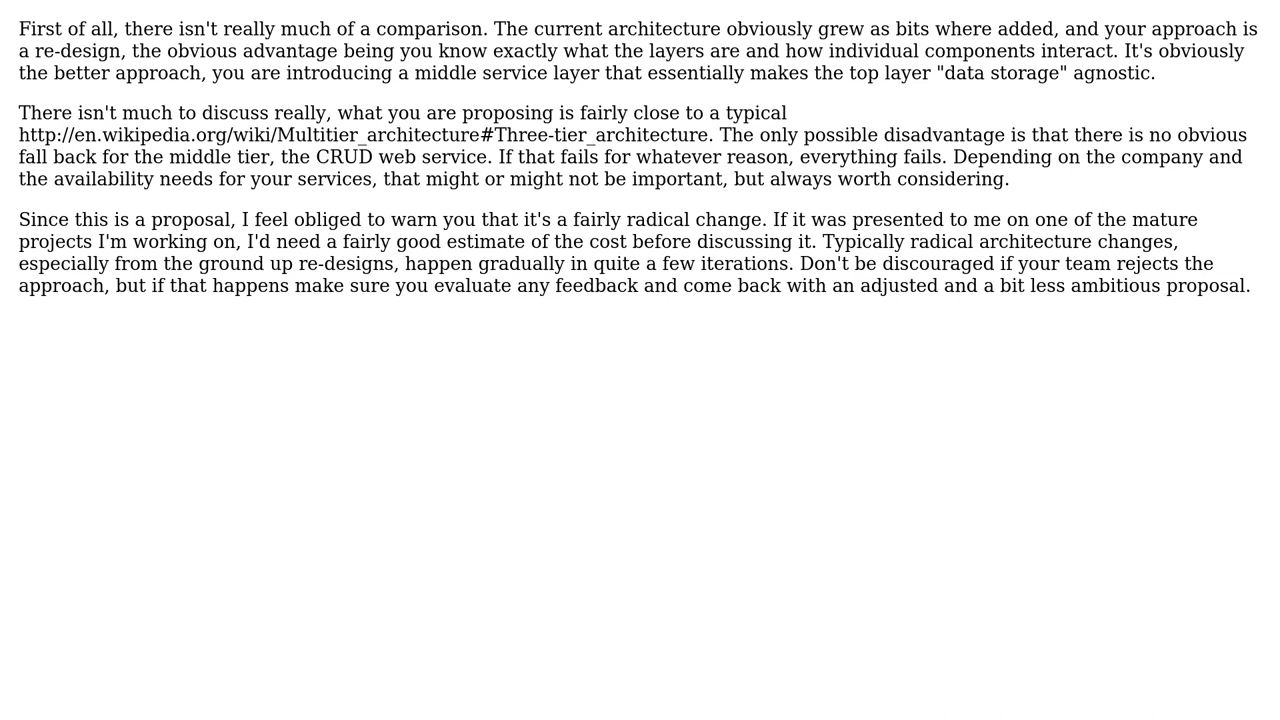 First of all, there isn't really much of a comparison. The current architecture obviously grew as bits where added, and your approach is
a re-design, the obvious advantage being you know exactly what the layers are and how individual components interact. It's obviously
the better approach, you are introducing a middle service layer that essentially makes the top layer "data storage" agnostic.
There isn't much to discuss really, what you are proposing is fairly close to a typical
http://en.wikipedia.org/wiki/Multitier_architecture#Three-tier_architecture. The only possible disadvantage is that there is no obvious
fall back for the middle tier, the CRUD web service. If that fails for whatever reason, everything fails. Depending on the company and
the availability needs for your services, that might or might not be important, but always worth considering.
Since this is a proposal, I feel obliged to warn you that it's a fairly radical change. If it was presented to me on one of the mature
projects I'm working on, I'd need a fairly good estimate of the cost before discussing it. Typically radical architecture changes,
especially from the ground up re-designs, happen gradually in quite a few iterations. Don't be discouraged if your team rejects the
approach, but if that happens make sure you evaluate any feedback and come back with an adjusted and a bit less ambitious proposal.